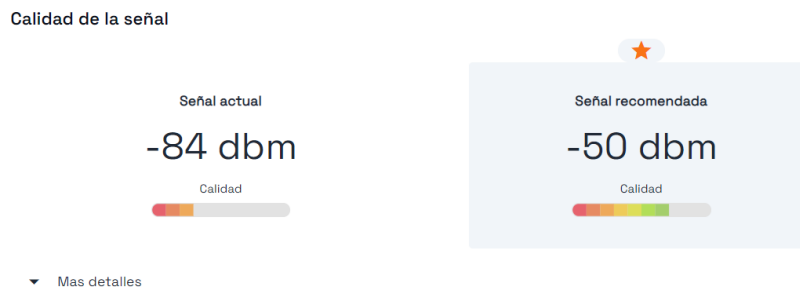 Calidad de la señal
Señal actual
-84 dbm
Calidad
Señal recomendada
-50 dbm
Calidad
Mas detalles